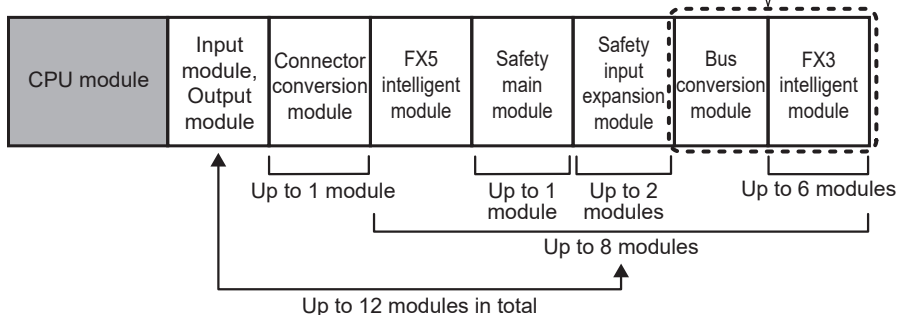 CPU module
Input
module,
Output
module
Connector
conversion
module
FX5
intelligent
module
Safety
main
module
Safety
input
expansion
module
Bus
conversion
module
FX3
intelligent
module
Up to 1 module
Up to 1
module
Up to 2
modules
Up to 6 modules
Up to 8 modules
Up to 12 modules in total